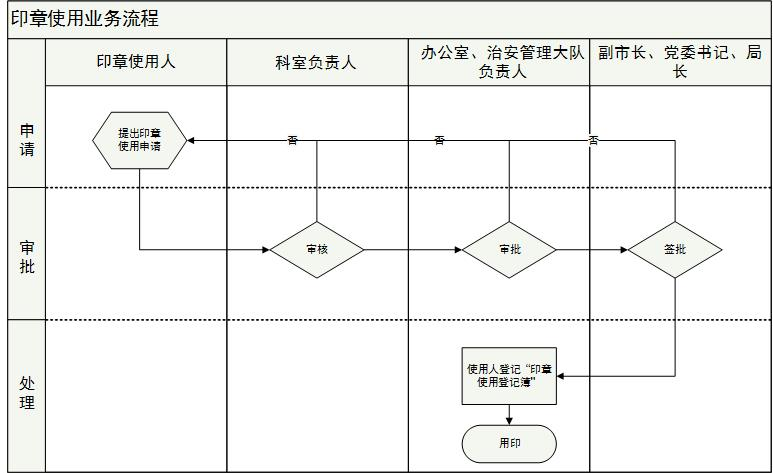 印章使用业务流程
印章使用人
科室负责人
办公室、治安管理大队
负责人
副市长、党委书记、局
长
申
请
提出印章
使用申请
否
否
否
审
批
审核
审批
签批
处
理
使用人登记“印章
使用登记簿"
用印